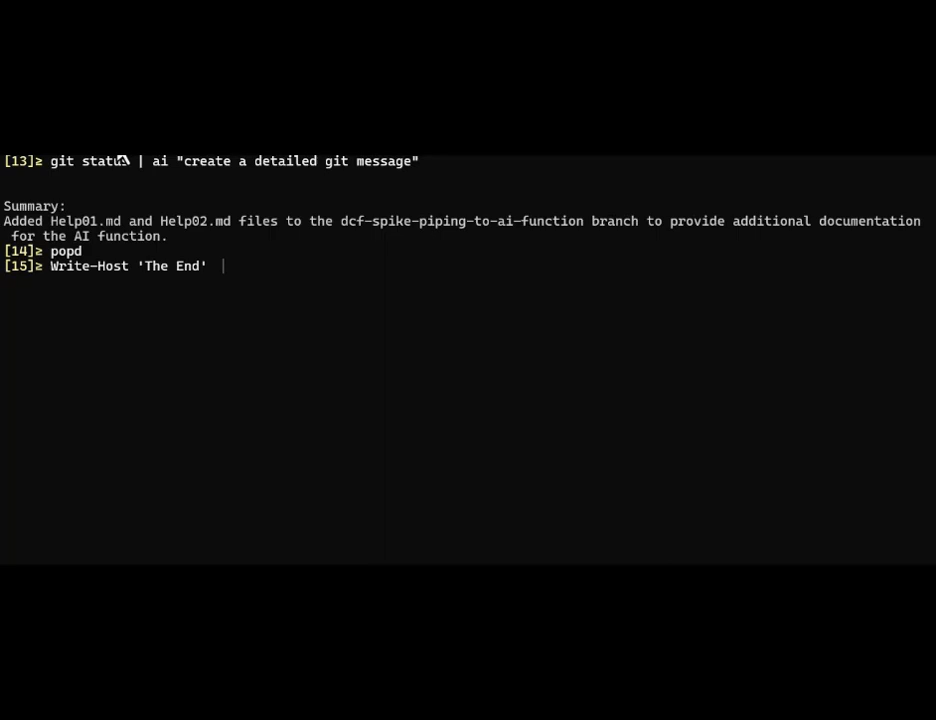 [13]≥ git status | ai "create a detailed git message"
Summary:
Added Help01.md and Help02.md files to the dcf-spike-piping-to-ai-function branch to provide additional documentation
for the AI function.
[14]≥ popd
[15]≥ Write-Host 'The End'